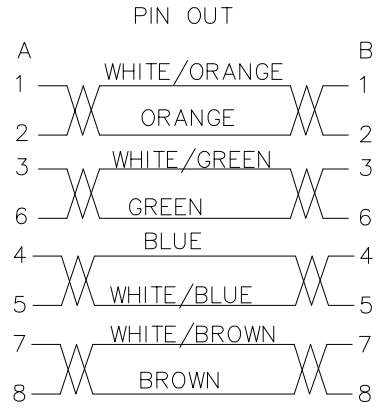 PIN OUT
A B
1 WHITE/ORANGE 1
2 ORANGE 2
3 WHITE/GREEN 3
6 GREEN 6
4 BLUE 4
5 WHITE/BLUE 5
7 WHITE/BROWN 7
8 BROWN 8